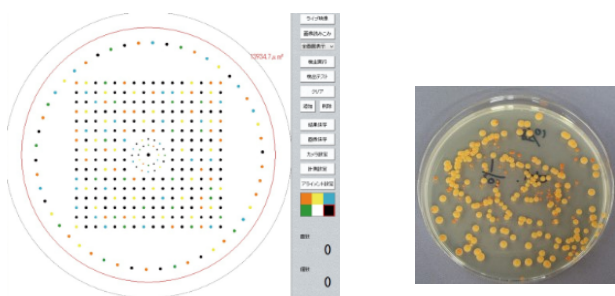 ライブ映像
画像読みこみ
検出実行
検出テスト
クリア
追加 削除
結果保存
画像保存
カメラ設定
計測設定
アライメント設定
0
0